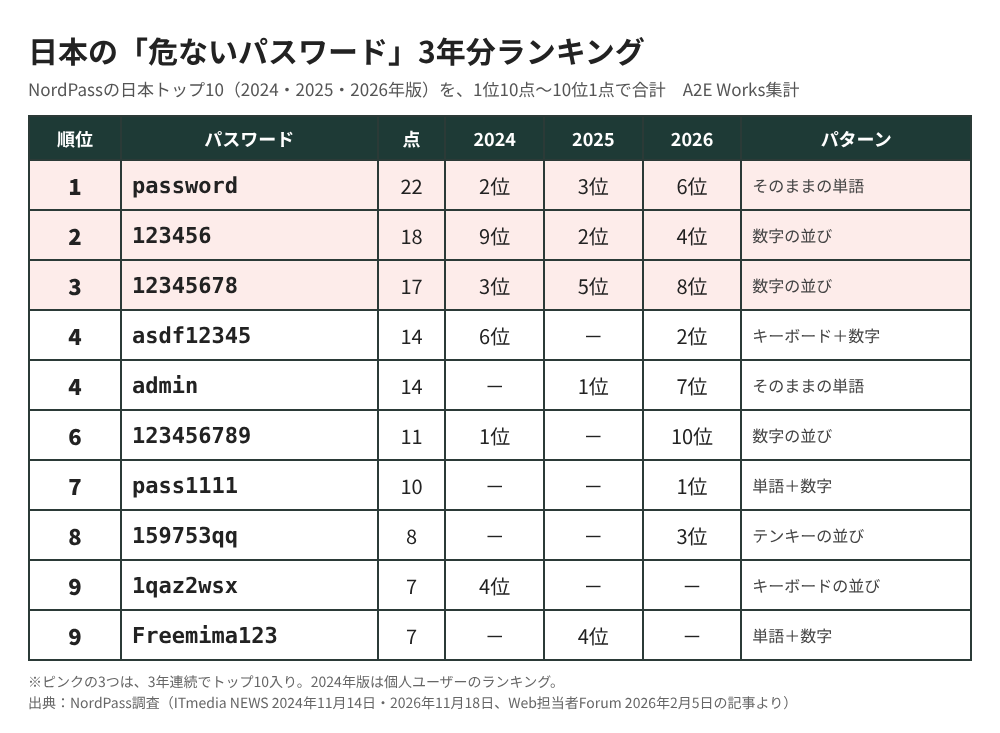 日本の「危ないパスワード」3年分ランキング
NordPassの日本トップ10（2024・2025・2026年版）を、1位10点〜10位1点で合計　A2E Works集計
順位 パスワード 点 2024 2025 2026 パターン
1 password 22 2位 3位 6位 そのままの単語
2 123456 18 9位 2位 4位 数字の並び
3 12345678 17 3位 5位 8位 数字の並び
4 asdf12345 14 6位 － 2位 キーボード＋数字
4 admin 14 － 1位 7位 そのままの単語
6 123456789 11 1位 － 10位 数字の並び
7 pass1111 10 － － 1位 単語＋数字
8 159753qq 8 － － 3位 テンキーの並び
9 1qaz2wsx 7 4位 － － キーボードの並び
9 Freemima123 7 － 4位 － 単語＋数字
※ピンクの3つは、3年連続でトップ10入り。2024年版は個人ユーザーのランキング。
出典：NordPass調査（ITmedia NEWS 2024年11月14日・2026年11月18日、Web担当者Forum 2026年2月5日の記事より）